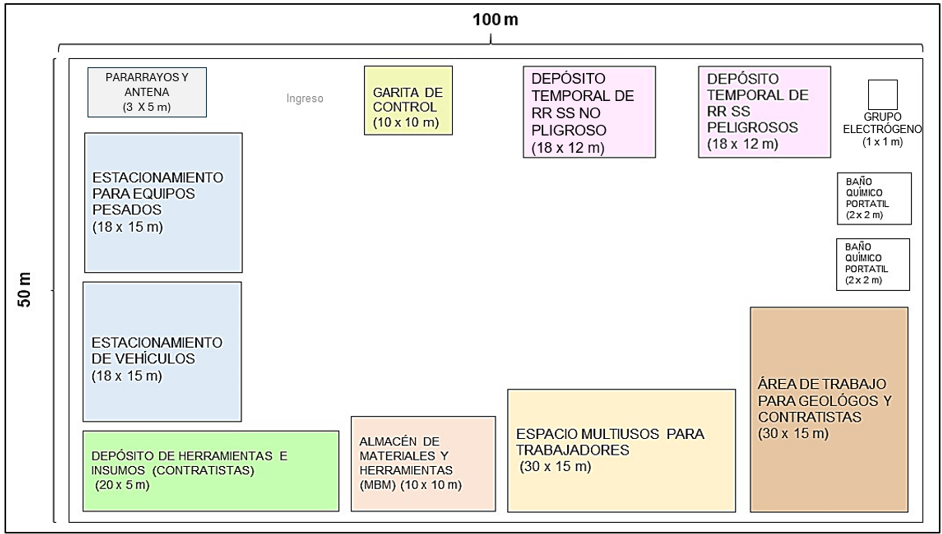 100 m
50 m
PARARRAYOS Y
ANTENA
(3 X 5 m)
Ingreso
GARITA DE
CONTROL
(10 x 10 m)
DEPÓSITO
TEMPORAL DE
RR SS NO
PLIGROSO
(18 x 12 m)
DEPÓSITO
TEMPORAL DE
RR SS
PELIGROSOS
(18 x 12 m)
GRUPO
ELECTRÓGENO
(1 x 1 m)
ESTACIONAMIENTO
PARA EQUIPOS
PESADOS
(18 x 15 m)
BAÑO
QUÍMICO
PORTATIL
(2 x 2 m)
BAÑO
QUÍMICO
PORTATIL
(2 x 2 m)
ESTACIONAMIENTO
DE VEHÍCULOS
(18 x 15 m)
ÁREA DE TRABAJO
PARA GEOLÓGOS Y
CONTRATISTAS
(30 x 15 m)
DEPÓSITO DE HERRAMIENTAS E
INSUMOS (CONTRATISTAS)
(20 x 5 m)
ALMACÉN DE
MATERIALES Y
HERRAMIENTAS
(MBM) (10 x 10 m)
ESPACIO MULTIUSOS PARA
TRABAJADORES
(30 x 15 m)